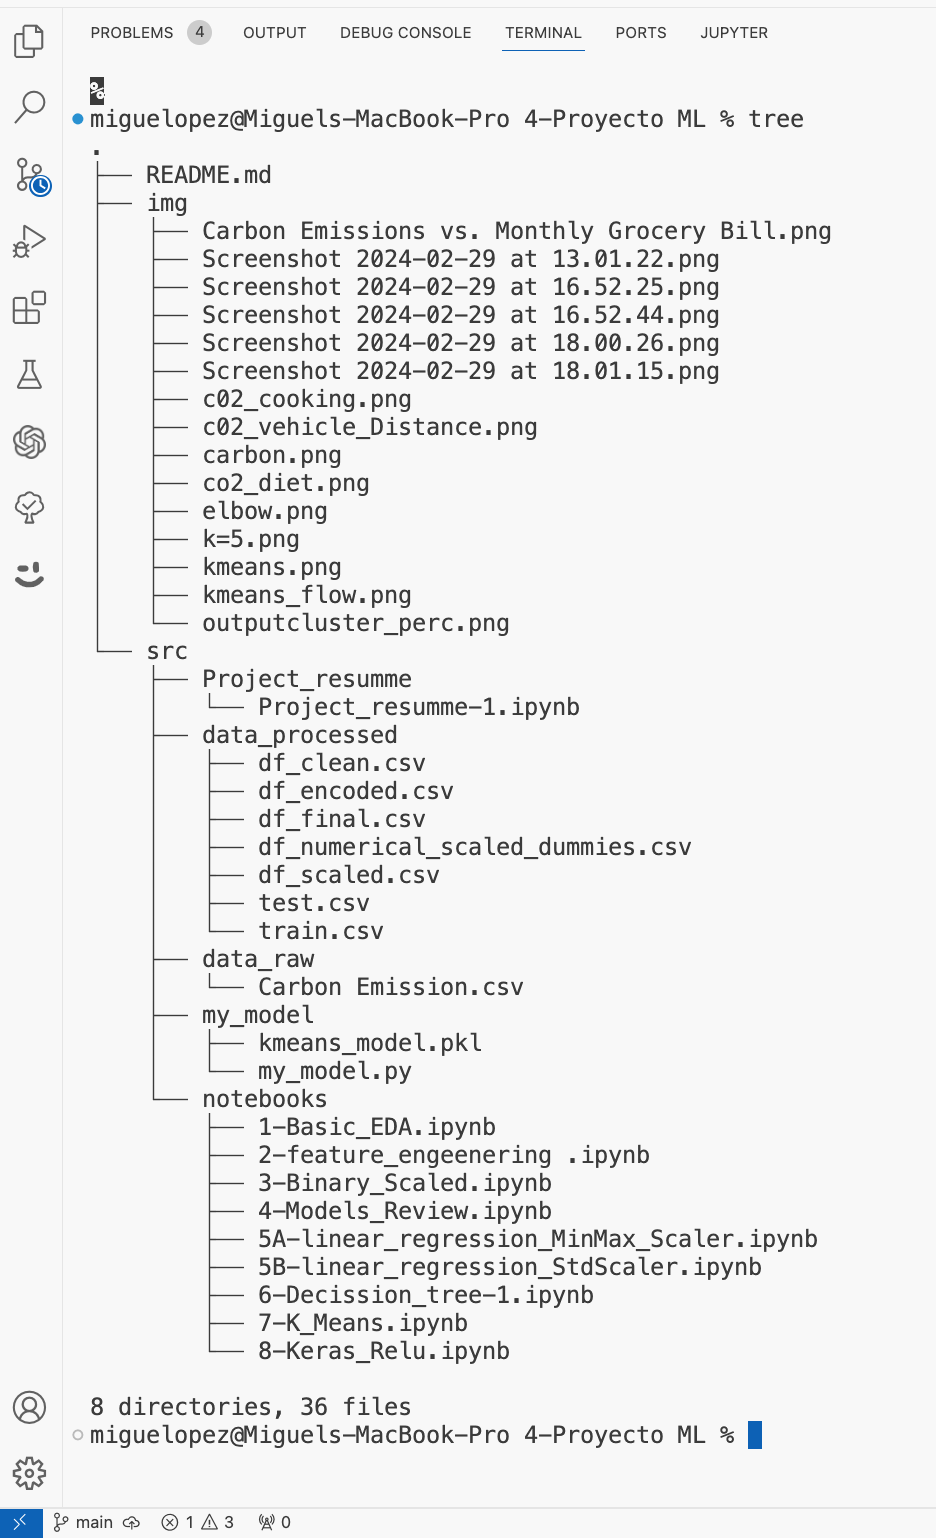 PROBLEMS 4 OUTPUT DEBUG CONSOLE TERMINAL PORTS JUPYTER
%
miguelopez@Miguels-MacBook-Pro 4-Proyecto ML % tree
.
├── README.md
├── img
│   ├── Carbon Emissions vs. Monthly Grocery Bill.png
│   ├── Screenshot 2024-02-29 at 13.01.22.png
│   ├── Screenshot 2024-02-29 at 16.52.25.png
│   ├── Screenshot 2024-02-29 at 16.52.44.png
│   ├── Screenshot 2024-02-29 at 18.00.26.png
│   ├── Screenshot 2024-02-29 at 18.01.15.png
│   ├── c02_cooking.png
│   ├── c02_vehicle_Distance.png
│   ├── carbon.png
│   ├── co2_diet.png
│   ├── elbow.png
│   ├── k=5.png
│   ├── kmeans.png
│   ├── kmeans_flow.png
│   └── outputcluster_perc.png
└── src
    ├── Project_resumme
    │   └── Project_resumme-1.ipynb
    ├── data_processed
    │   ├── df_clean.csv
    │   ├── df_encoded.csv
    │   ├── df_final.csv
    │   ├── df_numerical_scaled_dummies.csv
    │   ├── df_scaled.csv
    │   ├── test.csv
    │   └── train.csv
    ├── data_raw
    │   └── Carbon Emission.csv
    ├── my_model
    │   ├── kmeans_model.pkl
    │   └── my_model.py
    └── notebooks
        ├── 1-Basic_EDA.ipynb
        ├── 2-feature_engeenering .ipynb
        ├── 3-Binary_Scaled.ipynb
        ├── 4-Models_Review.ipynb
        ├── 5A-linear_regression_MinMax_Scaler.ipynb
        ├── 5B-linear_regression_StdScaler.ipynb
        ├── 6-Decission_tree-1.ipynb
        ├── 7-K_Means.ipynb
        └── 8-Keras_Relu.ipynb
8 directories, 36 files
miguelopez@Miguels-MacBook-Pro 4-Proyecto ML %
main 1 3 0